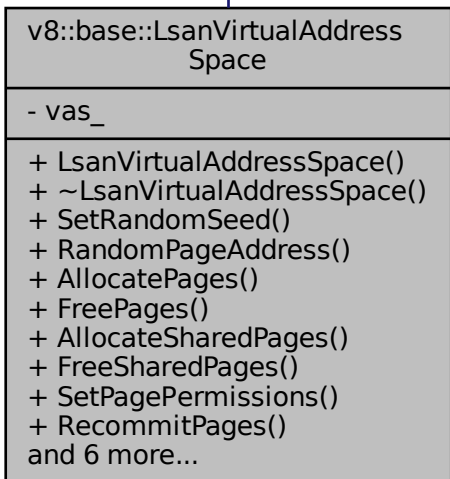 v8::base::LsanVirtualAddress
Space
- vas_
+ LsanVirtualAddressSpace()
+ ~LsanVirtualAddressSpace()
+ SetRandomSeed()
+ RandomPageAddress()
+ AllocatePages()
+ FreePages()
+ AllocateSharedPages()
+ FreeSharedPages()
+ SetPagePermissions()
+ RecommitPages()
and 6 more...